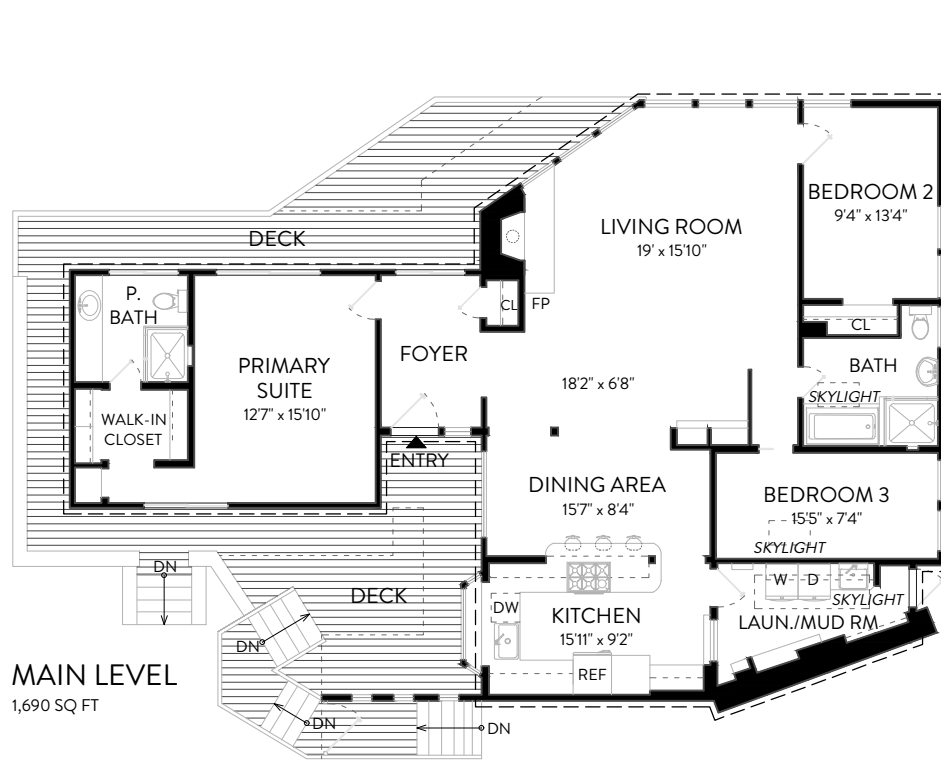 BEDROOM 2
9'4" x 13'4"
LIVING ROOM
19' x 15'10"
DECK
P.
BATH
CL
FP
CL
FOYER
PRIMARY
SUITE
12'7" x 15'10"
BATH
SKYLIGHT
18'2" x 6'8"
WALK-IN
CLOSET
ENTRY
DINING AREA
15'7" x 8'4"
BEDROOM 3
15'5" x 7'4"
SKYLIGHT
DN
W
D
SKYLIGHT
DECK
DW
KITCHEN
15'11" x 9'2"
LAUN./MUD RM
DN
REF
MAIN LEVEL
1,690 SQ FT
DN
DN